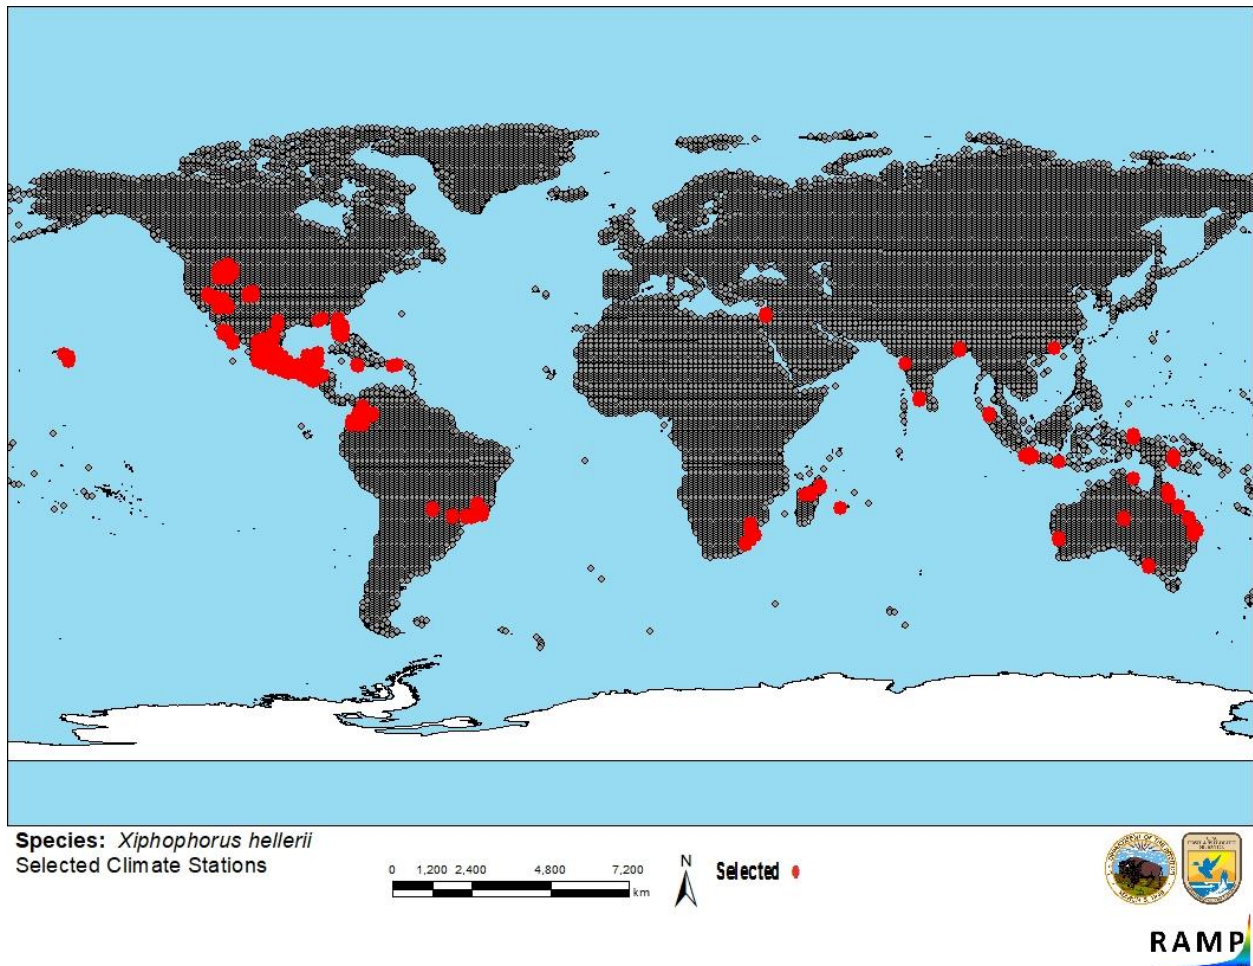 Species: Xiphophorus hellerii
Selected Climate Stations
0 1,200 2,400 4,800 7,200
km
N
Selected
RAMP